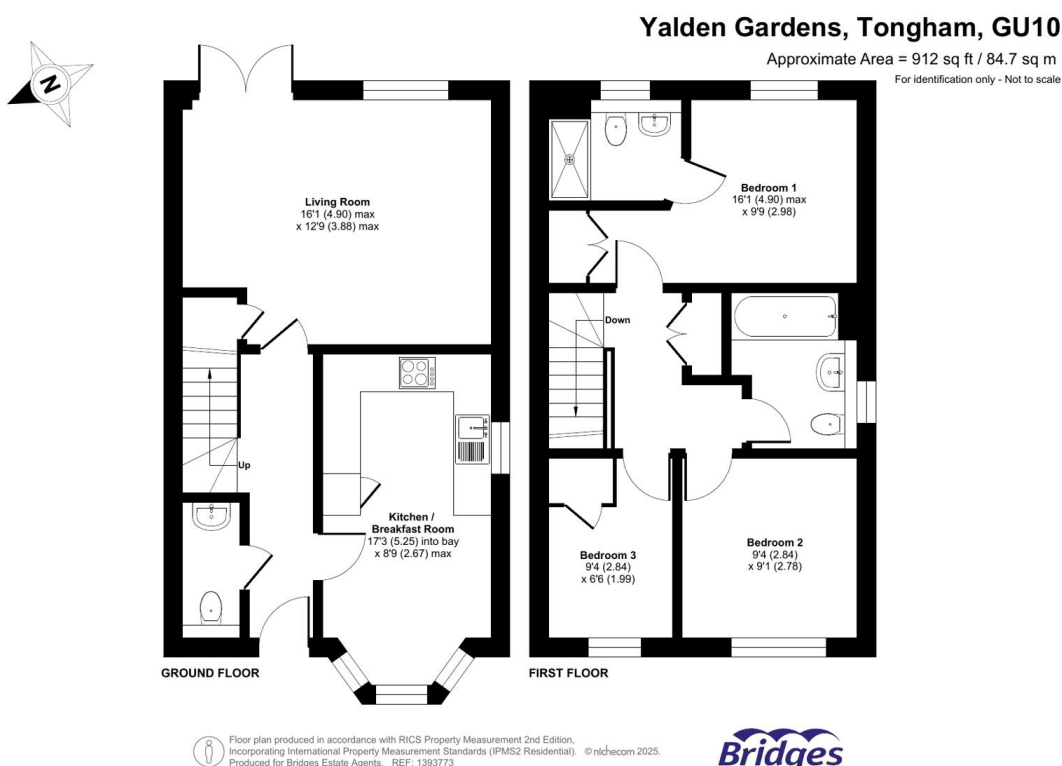 Yalden Gardens, Tongham, GU10
Approximate Area = 912 sq ft / 84.7 sq m
For identification only - Not to scale
N
Living Room
16'1 (4.90) max
x 12'9 (3.88) max
Up
Kitchen /
Breakfast Room
17'3 (5.25) into bay
x 8'9 (2.67) max
GROUND FLOOR
Bedroom 1
16'1 (4.90) max
x 9'9 (2.98)
Down
Bedroom 3
9'4 (2.84)
x 6'6 (1.99)
Bedroom 2
9'4 (2.84)
x 9'1 (2.78)
FIRST FLOOR
Floor plan produced in accordance with RICS Property Measurement 2nd Edition,
Incorporating International Property Measurement Standards (IPMS2 Residential). © nichecom 2025.
Produced for Bridges Estate Agents. REF: 1393773
Bridges